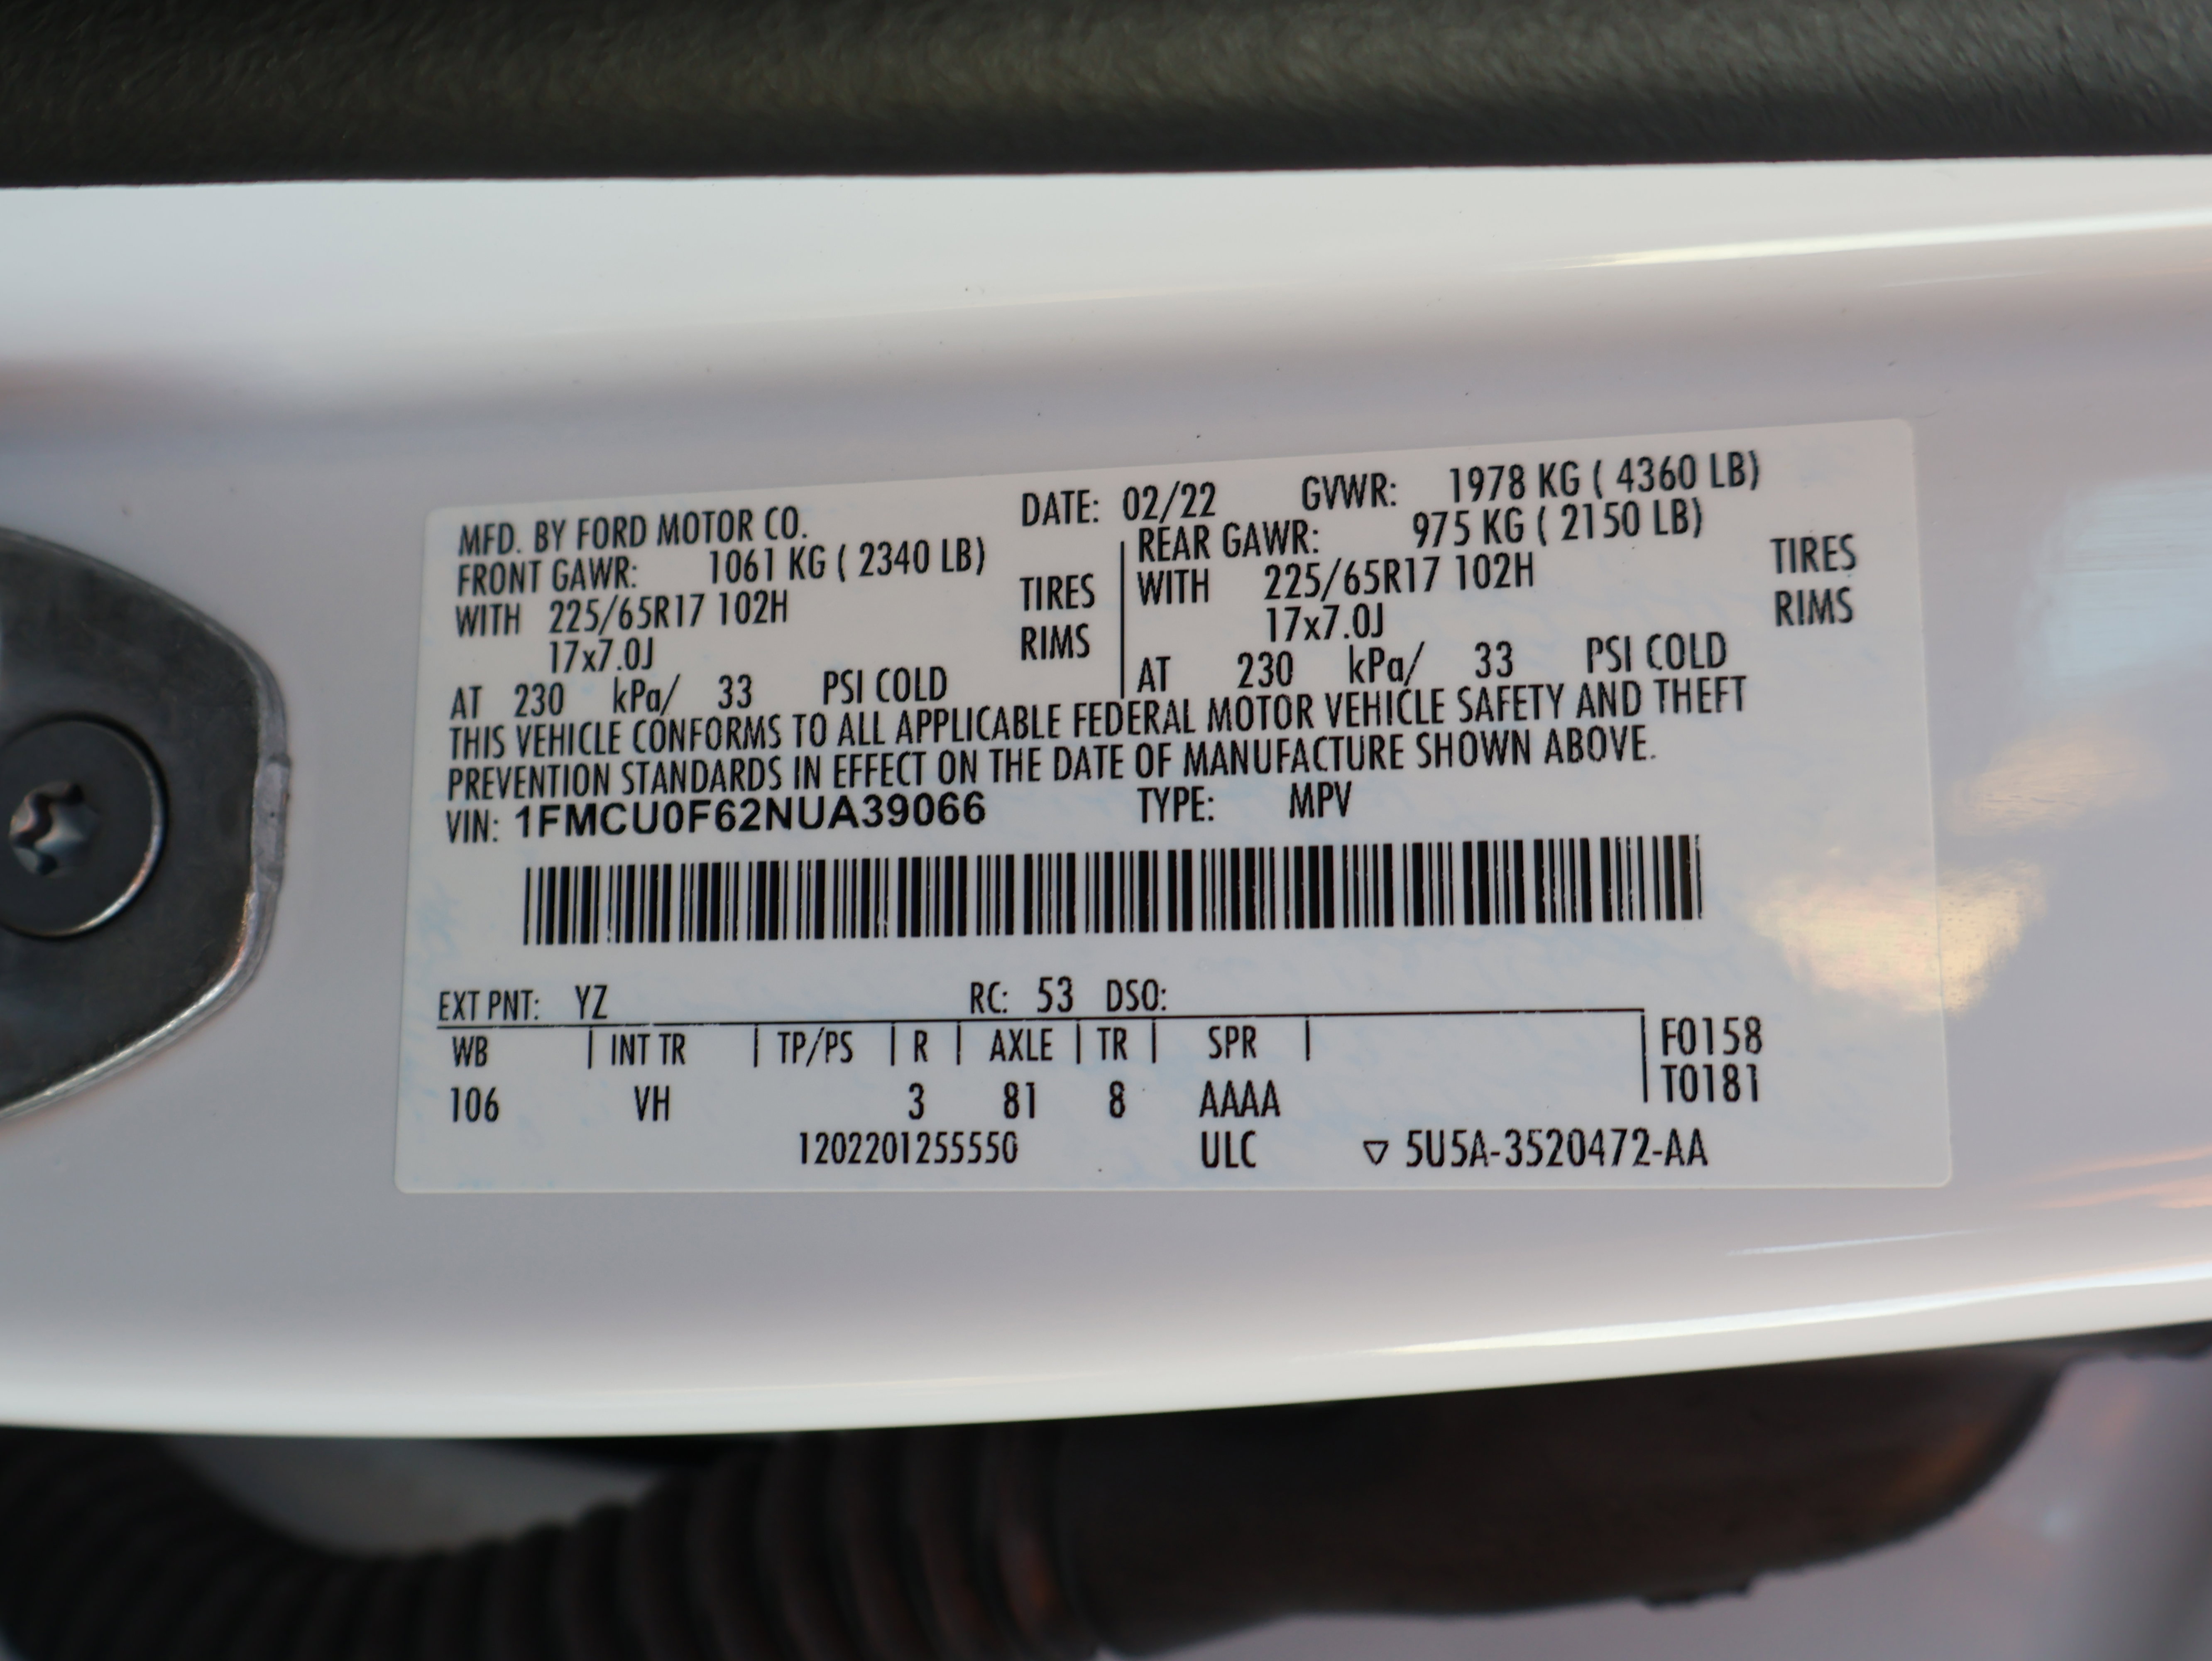 MFD. BY FORD MOTOR CO. DATE: 02/22 GVWR: 1978 KG ( 4360 LB)
FRONT GAWR: 1061 KG ( 2340 LB) REAR GAWR: 975 KG ( 2150 LB)
WITH 225/65R17 102H TIRES WITH 225/65R17 102H TIRES
17x7.0J RIMS 17x7.0J RIMS
AT 230 kPa/ 33 PSI COLD AT 230 kPa/ 33 PSI COLD
THIS VEHICLE CONFORMS TO ALL APPLICABLE FEDERAL MOTOR VEHICLE SAFETY AND THEFT
PREVENTION STANDARDS IN EFFECT ON THE DATE OF MANUFACTURE SHOWN ABOVE.
VIN: 1FMCU0F62NUA39066 TYPE: MPV
EXT PNT: YZ RC: 53 DSO:
WB | INT TR | TP/PS | R | AXLE | TR | SPR | F0158
106 VH 3 81 8 AAAA T0181
1202201255550 ULC ▽ 5U5A-3520472-AA